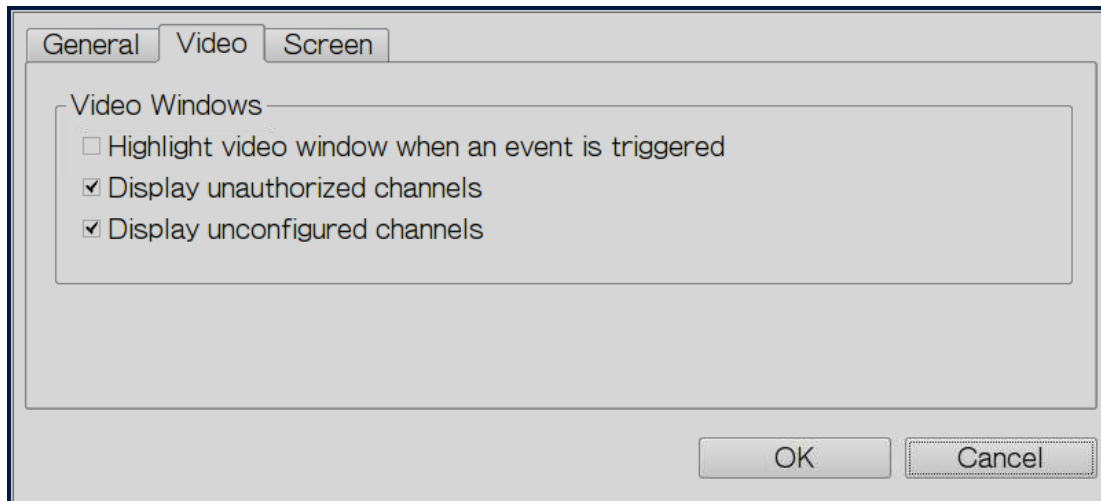 General Video Screen
Video Windows
Highlight video window when an event is triggered
Display unauthorized channels
Display unconfigured channels
OK Cancel